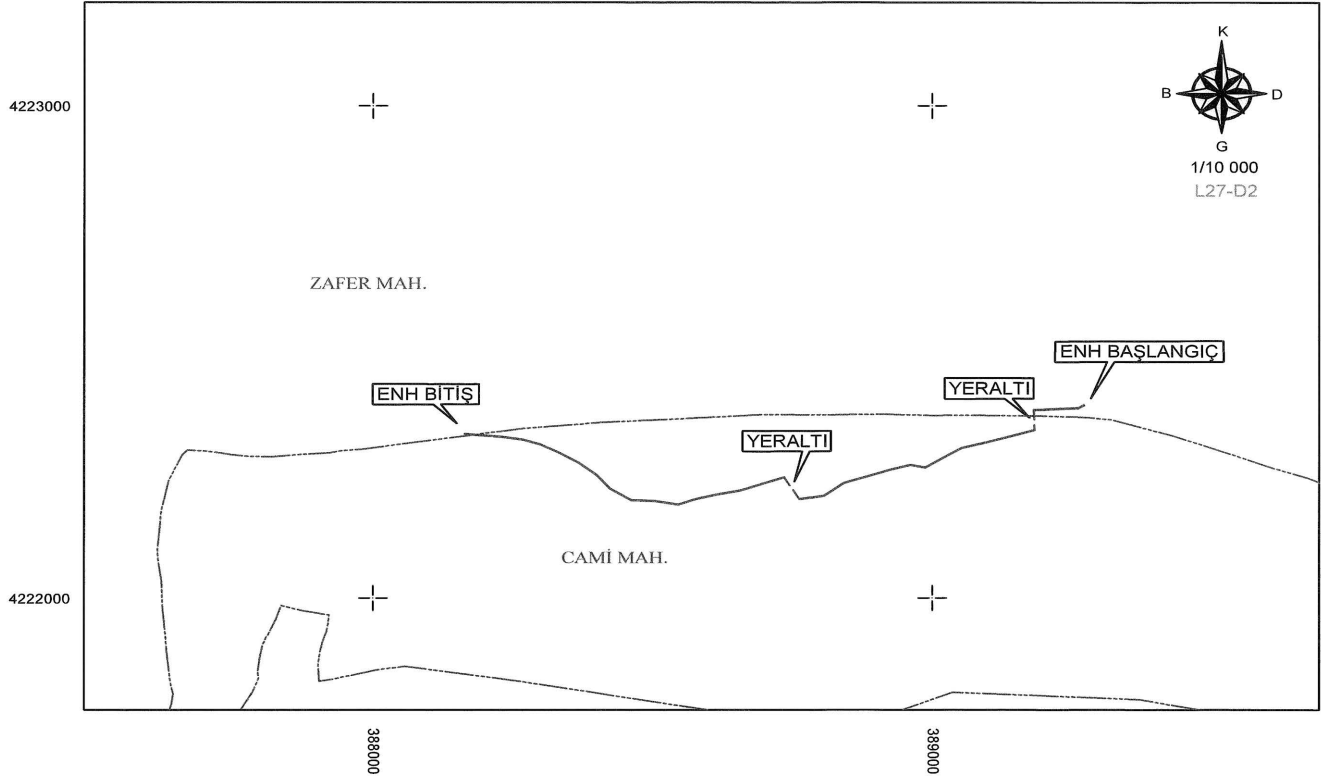 K
4223000
B
D
G
1/10 000
L27-D2
ZAFER MAH.
ENH BAŞLANGIÇ
YERALTI
ENH BİTİŞ
YERALTI
CAMİ MAH.
4222000
388000
389000